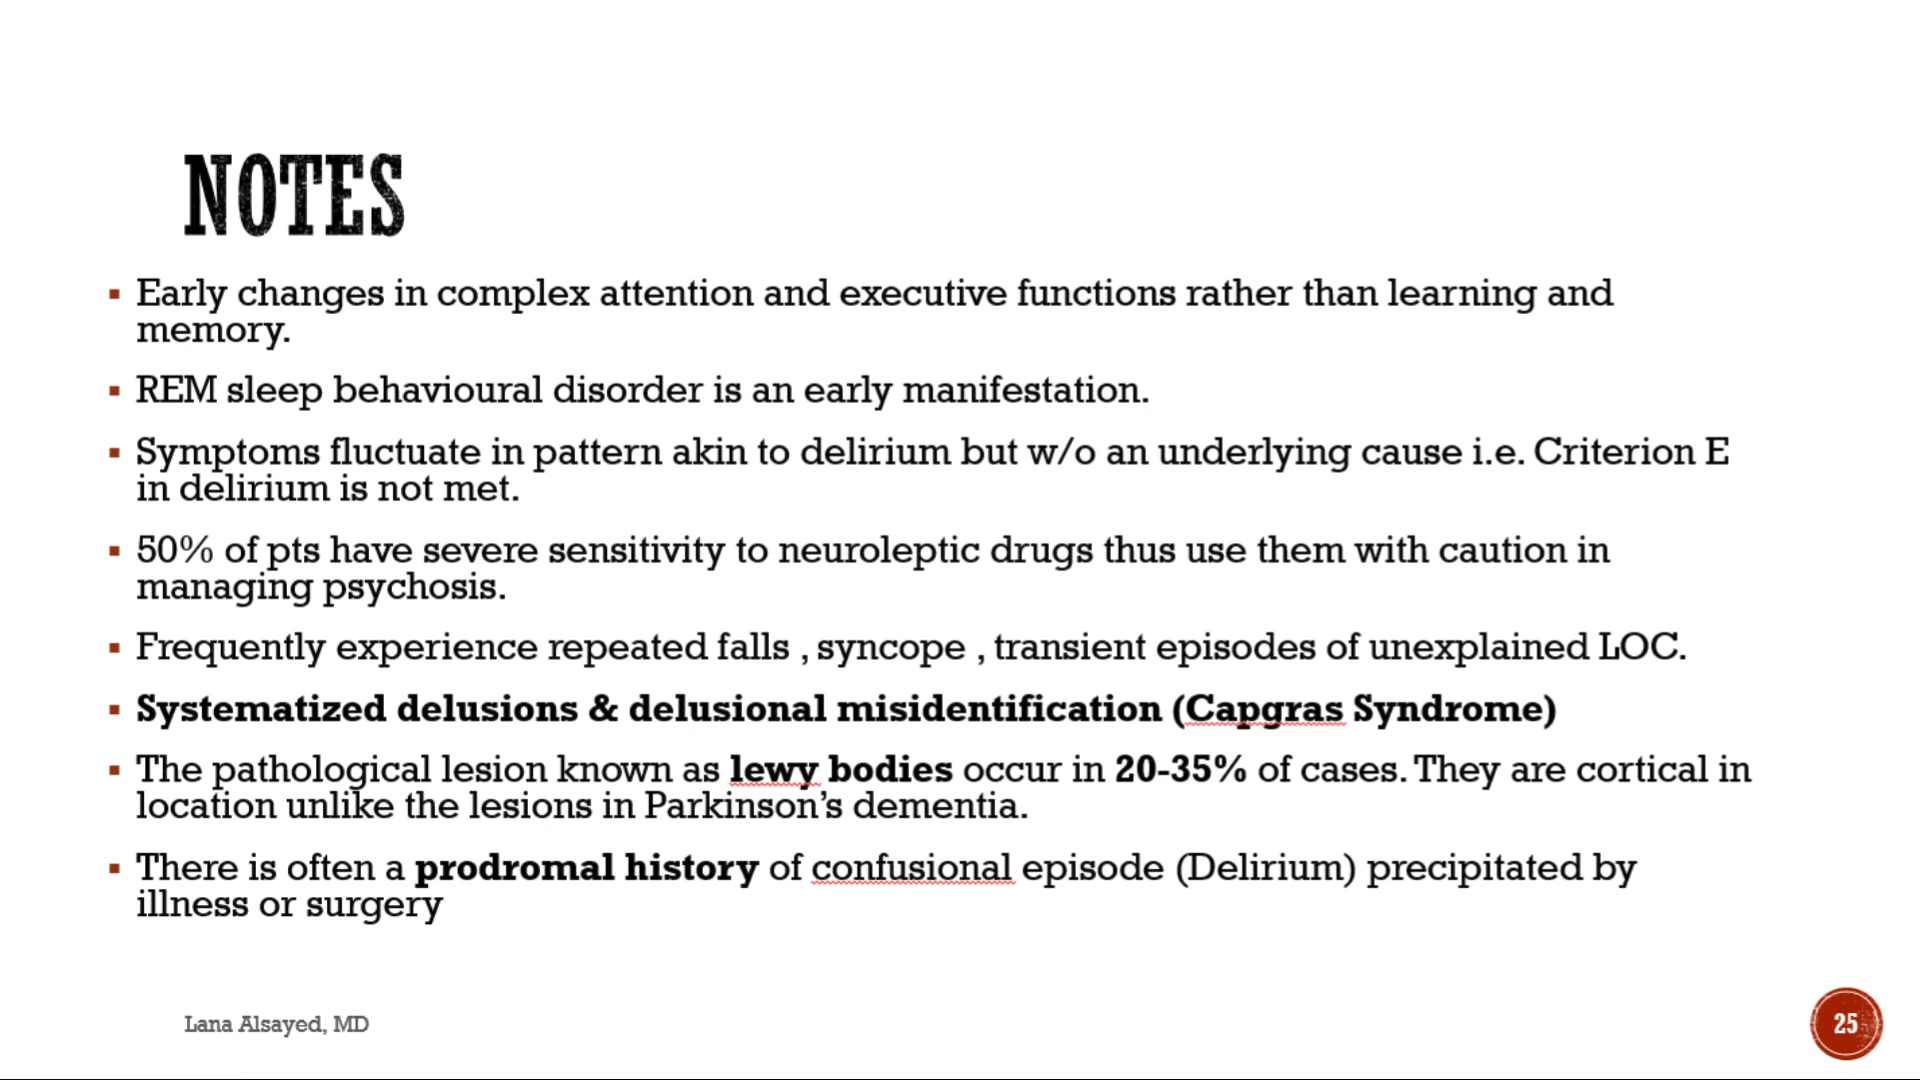 NOTES
▪ Early changes in complex attention and executive functions rather than learning and
memory.
▪ REM sleep behavioural disorder is an early manifestation.
▪ Symptoms fluctuate in pattern akin to delirium but w/o an underlying cause i.e. Criterion E
in delirium is not met.
▪ 50% of pts have severe sensitivity to neuroleptic drugs thus use them with caution in
managing psychosis.
▪ Frequently experience repeated falls , syncope , transient episodes of unexplained LOC.
▪ Systematized delusions & delusional misidentification (Capgras Syndrome)
▪ The pathological lesion known as lewy bodies occur in 20-35% of cases. They are cortical in
location unlike the lesions in Parkinson’s dementia.
▪ There is often a prodromal history of confusional episode (Delirium) precipitated by
illness or surgery
Lana Alsayed, MD
25